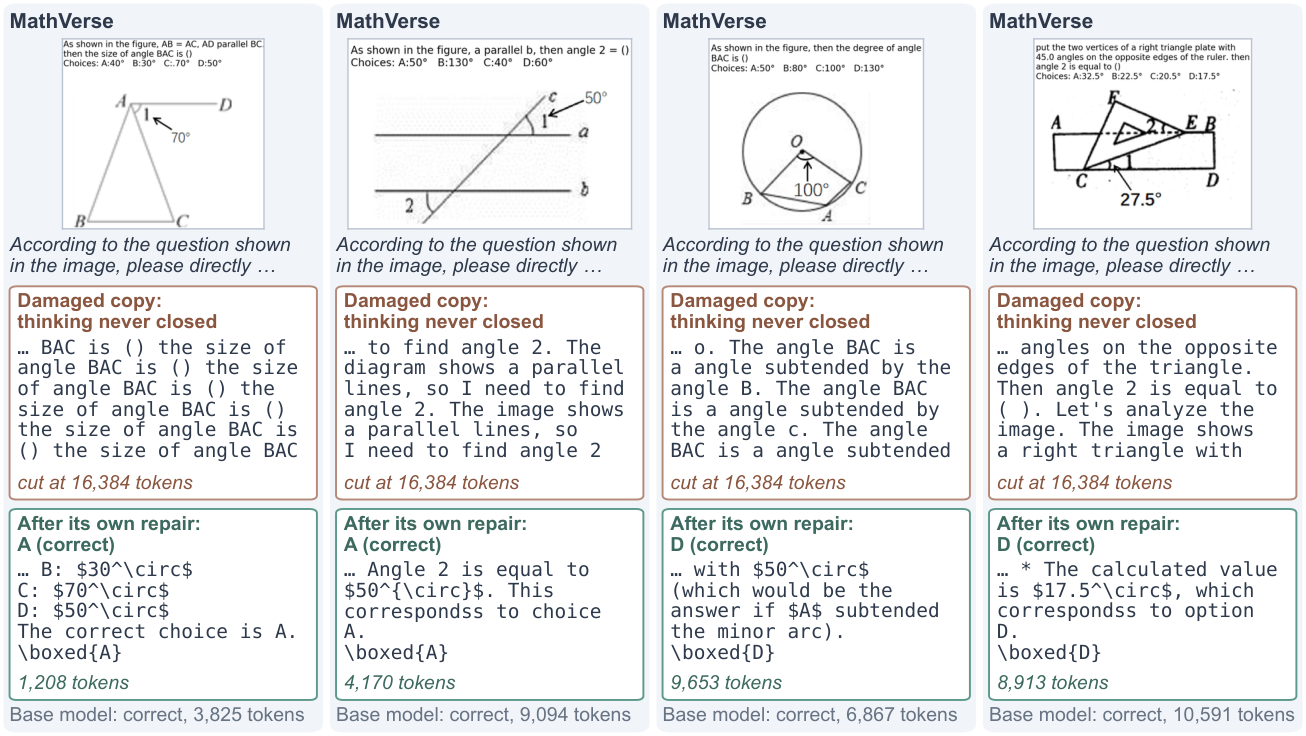 MathVerse
As shown in the figure, AB = AC, AD parallel BC
then the size of angle BAC is ()
Choices: A:40° B:30° C:.70° D:50°
A
D
1
70°
B
C
According to the question shown
in the image, please directly …
Damaged copy:
thinking never closed
… BAC is () the size of
angle BAC is () the size
of angle BAC is () the
size of angle BAC is ()
the size of angle BAC is
() the size of angle BAC
cut at 16,384 tokens
After its own repair:
A (correct)
… B: $30^\circ$
C: $70^\circ$
D: $50^\circ$
The correct choice is A.
\boxed{A}
1,208 tokens
Base model: correct, 3,825 tokens
MathVerse
As shown in the figure, a parallel b, then angle 2 = ()
Choices: A:50° B:130° C:40° D:60°
c
50°
1
a
b
2
According to the question shown
in the image, please directly …
Damaged copy:
thinking never closed
… to find angle 2. The
diagram shows a parallel
lines, so I need to find
angle 2. The image shows
a parallel lines, so
I need to find angle 2
cut at 16,384 tokens
After its own repair:
A (correct)
… Angle 2 is equal to
$50^{\circ}$. This
correspondss to choice
A.
\boxed{A}
4,170 tokens
Base model: correct, 9,094 tokens
MathVerse
As shown in the figure, then the degree of angle
BAC is ()
Choices: A:50° B:80° C:100° D:130°
O
100°
B
C
A
According to the question shown
in the image, please directly …
Damaged copy:
thinking never closed
… o. The angle BAC is
a angle subtended by the
angle B. The angle BAC
is a angle subtended by
the angle c. The angle
BAC is a angle subtended
cut at 16,384 tokens
After its own repair:
D (correct)
… with $50^\circ$
(which would be the
answer if $A$ subtended
the minor arc).
\boxed{D}
9,653 tokens
Base model: correct, 6,867 tokens
MathVerse
put the two vertices of a right triangle plate with
45.0 angles on the opposite edges of the ruler. then
angle 2 is equal to ()
Choices: A:32.5° B:22.5° C:20.5° D:17.5°
F
A
2
E B
C
D
27.5°
According to the question shown
in the image, please directly …
Damaged copy:
thinking never closed
… angles on the opposite
edges of the triangle.
Then angle 2 is equal to
( ). Let's analyze the
image. The image shows
a right triangle with
cut at 16,384 tokens
After its own repair:
D (correct)
… * The calculated value
is $17.5^\circ$, which
correspondss to option
D.
\boxed{D}
8,913 tokens
Base model: correct, 10,591 tokens